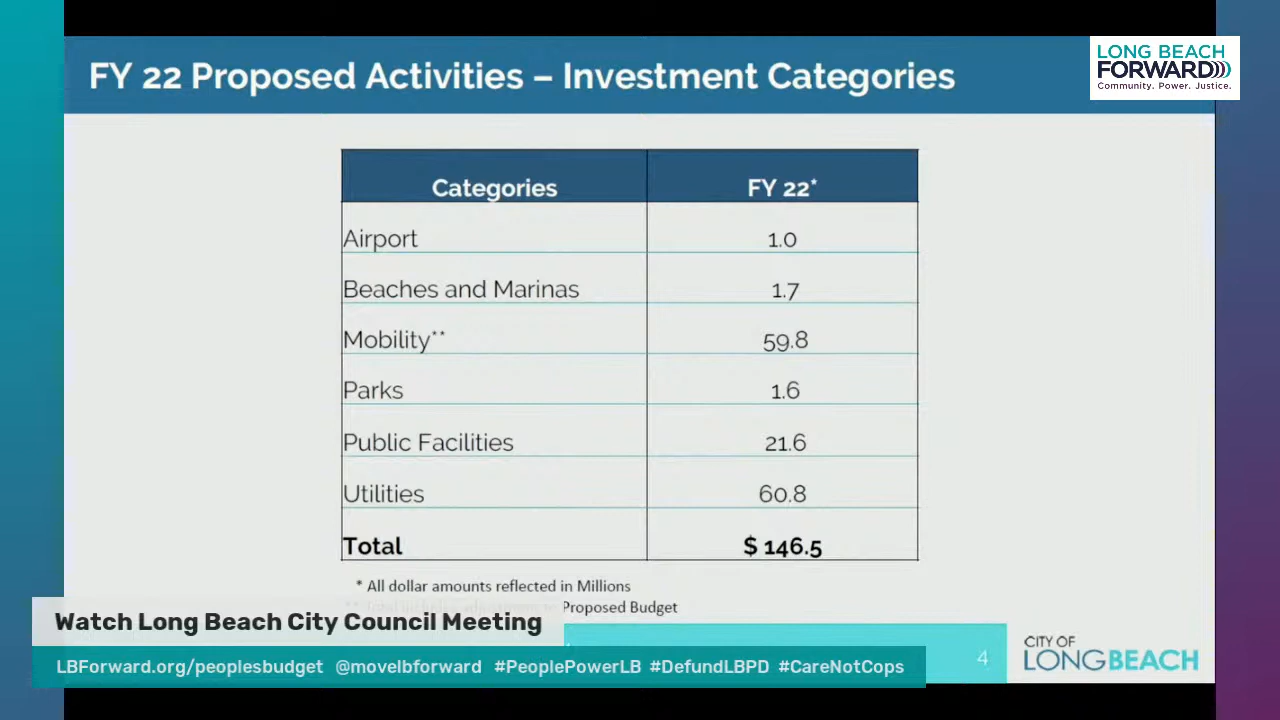 FY 22 Proposed Activities – Investment Categories
LONG BEACH
FORWARD
Community. Power. Justice.
Categories FY 22*
Airport 1.0
Beaches and Marinas 1.7
Mobility** 59.8
Parks 1.6
Public Facilities 21.6
Utilities 60.8
Total $ 146.5
* All dollar amounts reflected in Millions
Proposed Budget
Watch Long Beach City Council Meeting
LBForward.org/peoplesbudget @movelbforward #PeoplePowerLB #DefundLBPD #CareNotCops
4
CITY OF
LONGBEACH